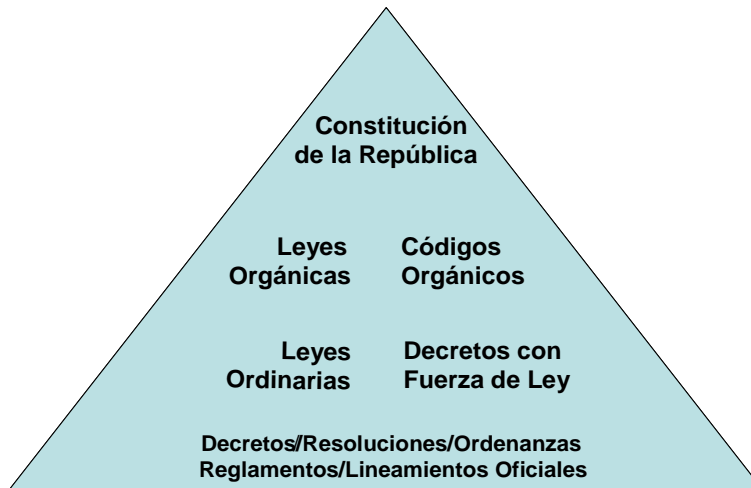 Constitución
de la República
Leyes Códigos
Orgánicas Orgánicos
Leyes Decretos con
Ordinarias Fuerza de Ley
Decretos/Resoluciones/Ordenanzas
Reglamentos/Lineamientos Oficiales